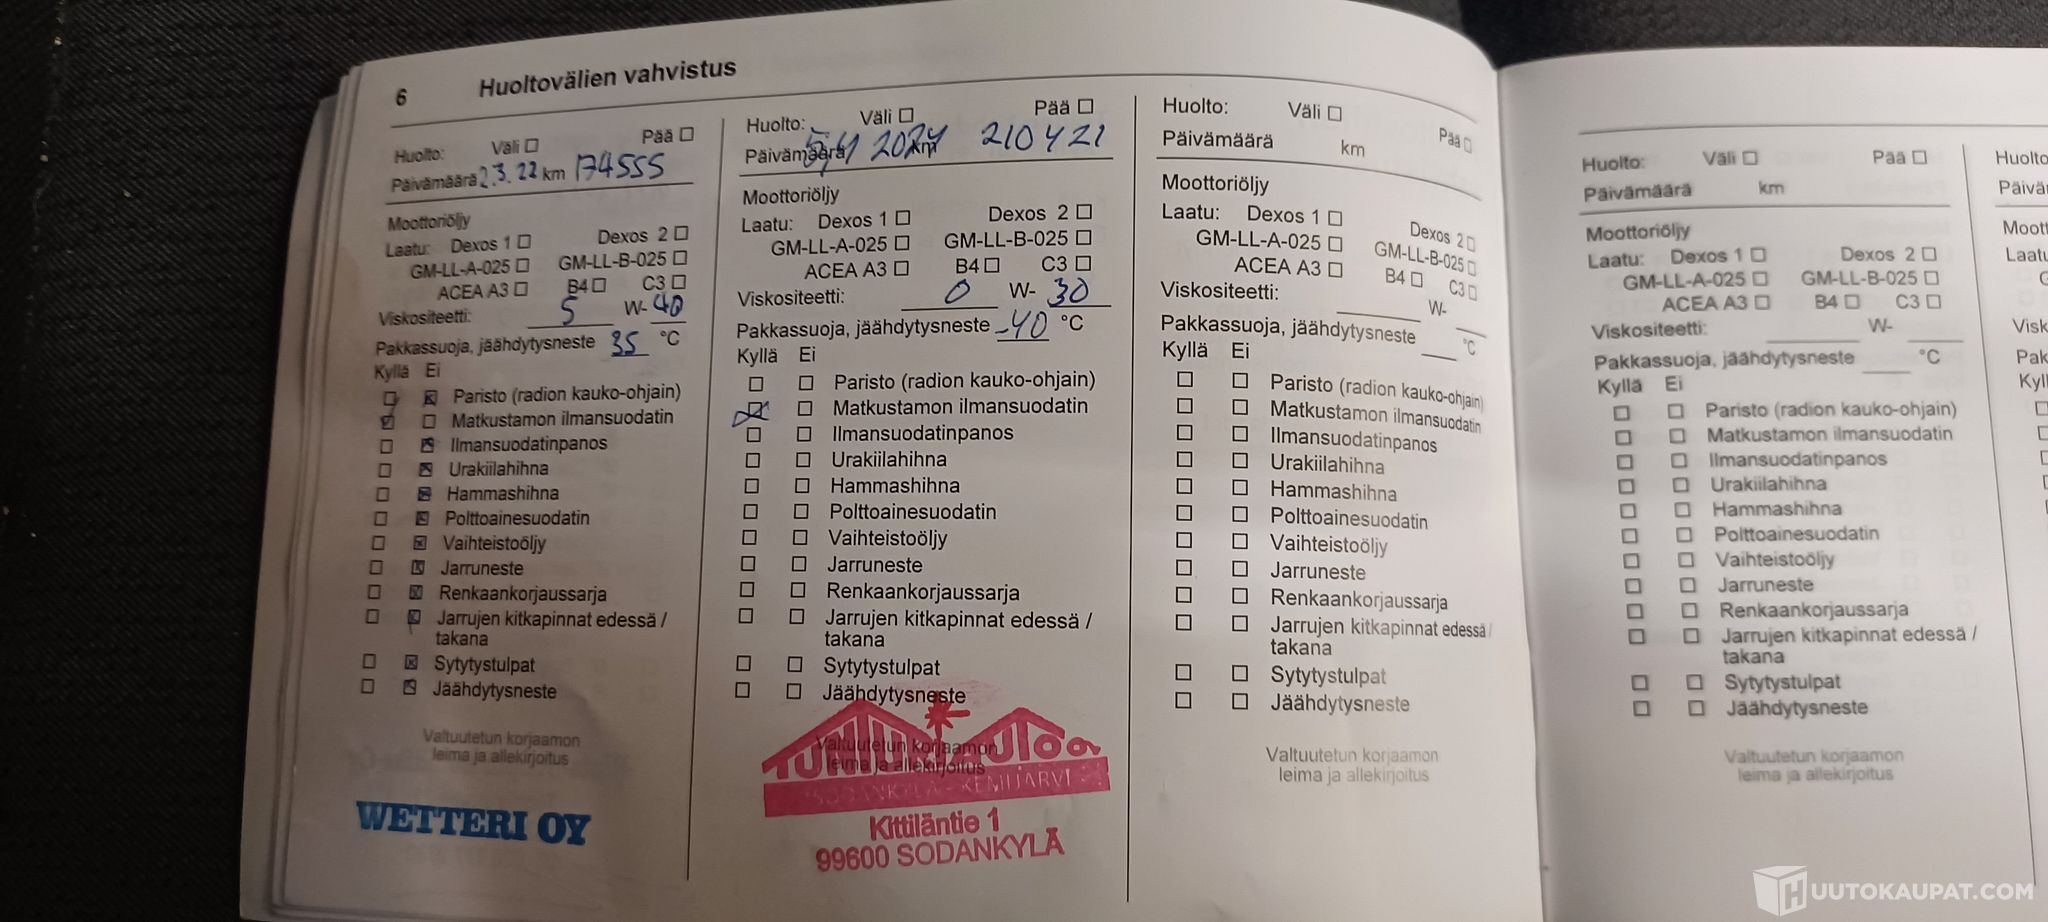 6 Huoltovälien vahvistus
Huolto: Väli Pää
Päivämäärä 2.3.22 km 174555
Moottoriöljy
Laatu: Dexos 1 Dexos 2
GM-LL-A-025 GM-LL-B-025
ACEA A3 B4 C3
Viskositeetti: 5 W- 40
Pakkassuoja, jäähdytysneste 35 °C
Kyllä Ei
Paristo (radion kauko-ohjain)
Matkustamon ilmansuodatin
Ilmansuodatinpanos
Urakiilahihna
Hammashihna
Polttoainesuodatin
Vaihteistoöljy
Jarruneste
Renkaankorjaussarja
Jarrujen kitkapinnat edessä /
takana
Sytytystulpat
Jäähdytysneste
Valtuutetun korjaamon
leima ja allekirjoitus
WETTERI OY
Huolto: Väli Pää
Päivämäärä 2024 km 210421
Moottoriöljy
Laatu: Dexos 1 Dexos 2
GM-LL-A-025 GM-LL-B-025
ACEA A3 B4 C3
Viskositeetti: 0 W- 30
Pakkassuoja, jäähdytysneste -40 °C
Kyllä Ei
Paristo (radion kauko-ohjain)
Matkustamon ilmansuodatin
Ilmansuodatinpanos
Urakiilahihna
Hammashihna
Polttoainesuodatin
Vaihteistoöljy
Jarruneste
Renkaankorjaussarja
Jarrujen kitkapinnat edessä /
takana
Sytytystulpat
Jäähdytysneste
Valtuutetun korjaamon
leima ja allekirjoitus
SODANKYLÄ - KEMIJÄRVI
Kittiläntie 1
99600 SODANKYLÄ
Huolto: Väli Pää
Päivämäärä km
Moottoriöljy
Laatu: Dexos 1 Dexos 2
GM-LL-A-025 GM-LL-B-025
ACEA A3 B4 C3
Viskositeetti: W-
Pakkassuoja, jäähdytysneste °C
Kyllä Ei
Paristo (radion kauko-ohjain)
Matkustamon ilmansuodatin
Ilmansuodatinpanos
Urakiilahihna
Hammashihna
Polttoainesuodatin
Vaihteistoöljy
Jarruneste
Renkaankorjaussarja
Jarrujen kitkapinnat edessä /
takana
Sytytystulpat
Jäähdytysneste
Valtuutetun korjaamon
leima ja allekirjoitus
Huolto: Väli Pää
Päivämäärä km
Moottoriöljy
Laatu: Dexos 1 Dexos 2
GM-LL-A-025 GM-LL-B-025
ACEA A3 B4 C3
Viskositeetti: W-
Pakkassuoja, jäähdytysneste °C
Kyllä Ei
Paristo (radion kauko-ohjain)
Matkustamon ilmansuodatin
Ilmansuodatinpanos
Urakiilahihna
Hammashihna
Polttoainesuodatin
Vaihteistoöljy
Jarruneste
Renkaankorjaussarja
Jarrujen kitkapinnat edessä /
takana
Sytytystulpat
Jäähdytysneste
Valtuutetun korjaamon
leima ja allekirjoitus
HUUTOKAUPAT.COM